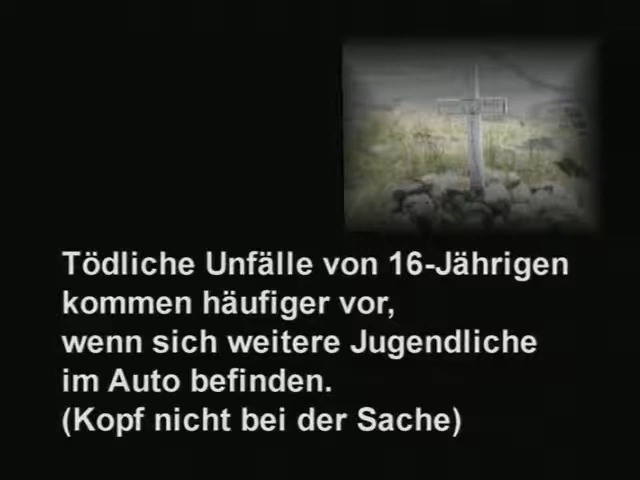 Tödliche Unfälle von 16-Jährigen
kommen häufiger vor,
wenn sich weitere Jugendliche
im Auto befinden.
(Kopf nicht bei der Sache)